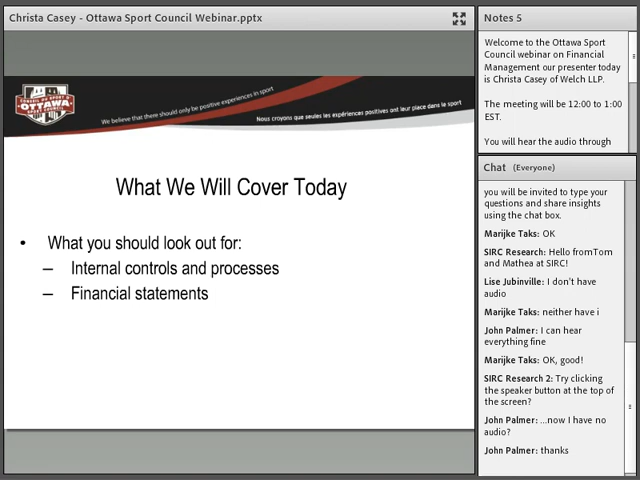 Christa Casey - Ottawa Sport Council Webinar.pptx
OTTAWA
SPORT COUNCIL
We believe that there should only be positive experiences in sport
Nous croyons que seules les expériences positives ont leur place dans le sport
What We Will Cover Today
• What you should look out for:
– Internal controls and processes
– Financial statements
Notes 5
Welcome to the Ottawa Sport
Council webinar on Financial
Management our presenter today
is Christa Casey of Welch LLP.
The meeting will be 12:00 to 1:00
EST.
You will hear the audio through
Chat (Everyone)
you will be invited to type your
questions and share insights
using the chat box.
Marijke Taks: OK
SIRC Research: Hello fromTom
and Mathea at SIRC!
Lise Jubinville: I don't have
audio
Marijke Taks: neither have i
John Palmer: I can hear
everything fine
Marijke Taks: OK, good!
SIRC Research 2: Try clicking
the speaker button at the top of
the screen?
John Palmer: ...now I have no
audio?
John Palmer: thanks